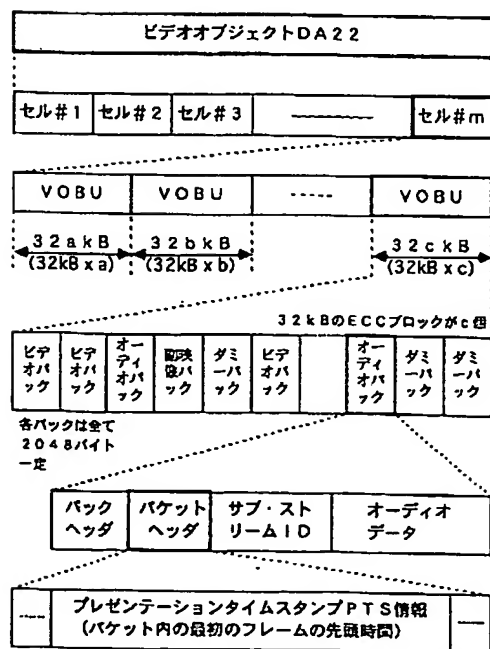 ビデオオブジェクトDA22
セル#1 セル#2 セル#3 セル#m
VOBU VOBU ----- VOBU
32akB 32bkB 32ckB
(32kB x a) (32kB x b) (32kB x c)
32kBのECCブロックがc個
ビデオパック ビデオパック オーディオパック 副映像パック ダミーパック ビデオパック オーディオパック ダミーパック ダミーパック
各パックは全て
2048バイト
一定
パックヘッダ パケットヘッダ サブ・ストリームID オーディオデータ
プレゼンテーションタイムスタンプPTS情報
(パケット内の最初のフレームの先頭時間)